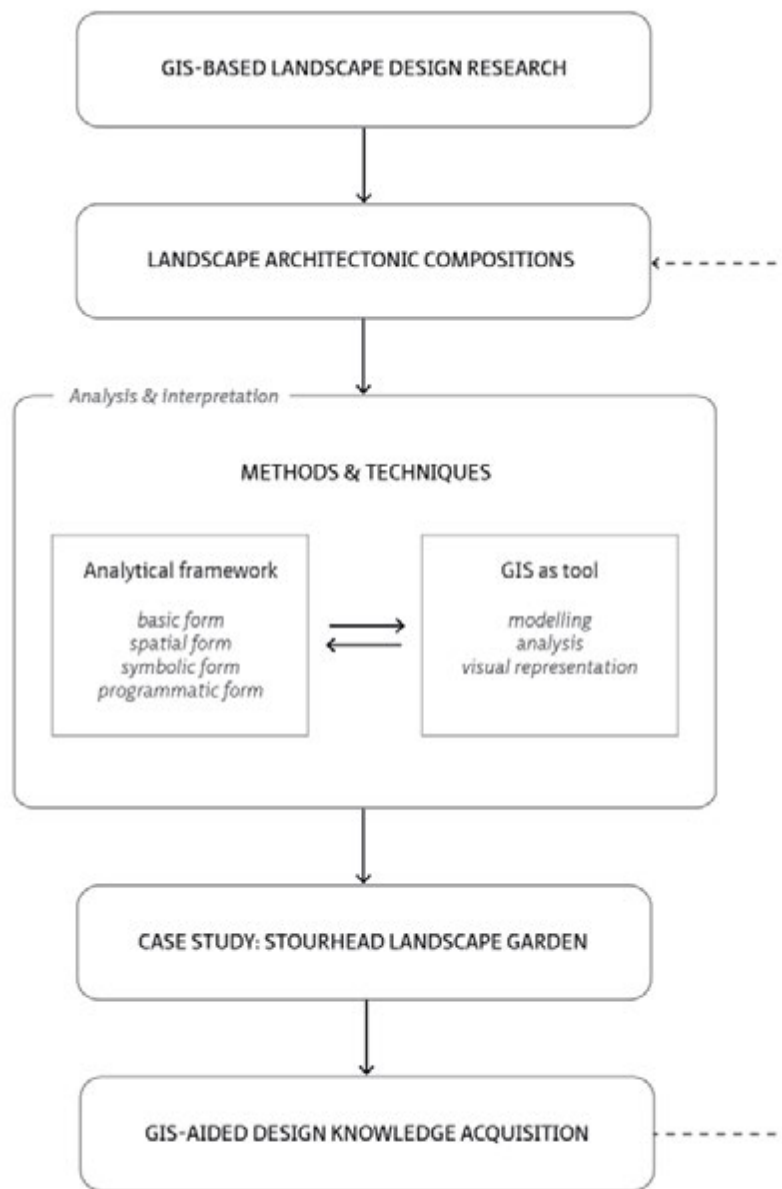 GIS-BASED LANDSCAPE DESIGN RESEARCH
LANDSCAPE ARCHITECTONIC COMPOSITIONS
Analysis & interpretation
METHODS & TECHNIQUES
Analytical framework
basic form
spatial form
symbolic form
programmatic form
GIS as tool
modelling
analysis
visual representation
CASE STUDY: STOURHEAD LANDSCAPE GARDEN
GIS-AIDED DESIGN KNOWLEDGE ACQUISITION